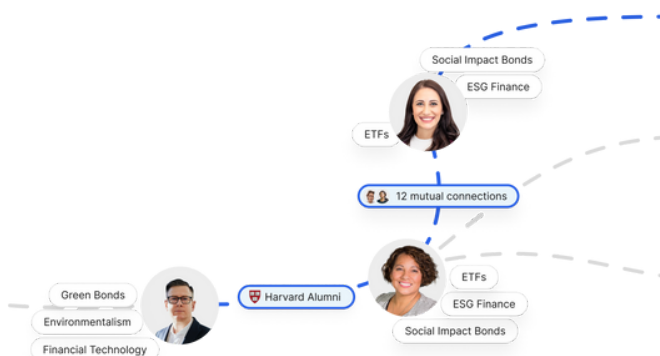 Social Impact Bonds
ESG Finance
ETFs
12 mutual connections
Harvard Alumni
Green Bonds
Environmentalism
Financial Technology
ETFs
ESG Finance
Social Impact Bonds